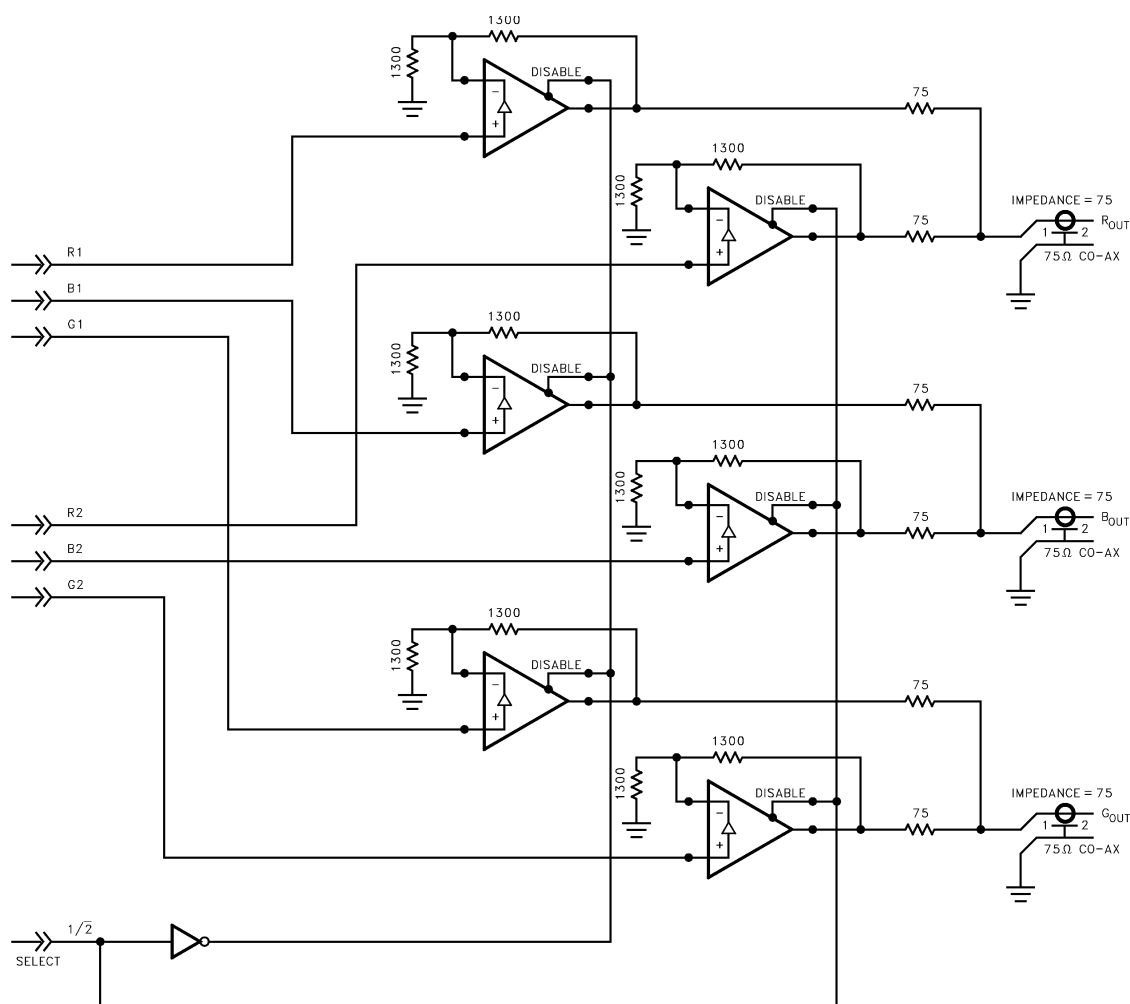 1300
1300
DISABLE
−
+
75
1300
1300
DISABLE
−
+
75
IMPEDANCE = 75
R1
1 2
ROUT
75Ω CO-AX
B1
G1
1300
1300
DISABLE
−
+
75
1300
1300
DISABLE
−
+
75
IMPEDANCE = 75
R2
1 2
BOUT
75Ω CO-AX
B2
G2
1300
1300
DISABLE
−
+
75
1300
1300
DISABLE
−
+
75
IMPEDANCE = 75
1 2
GOUT
75Ω CO-AX
1/2̅
SELECT